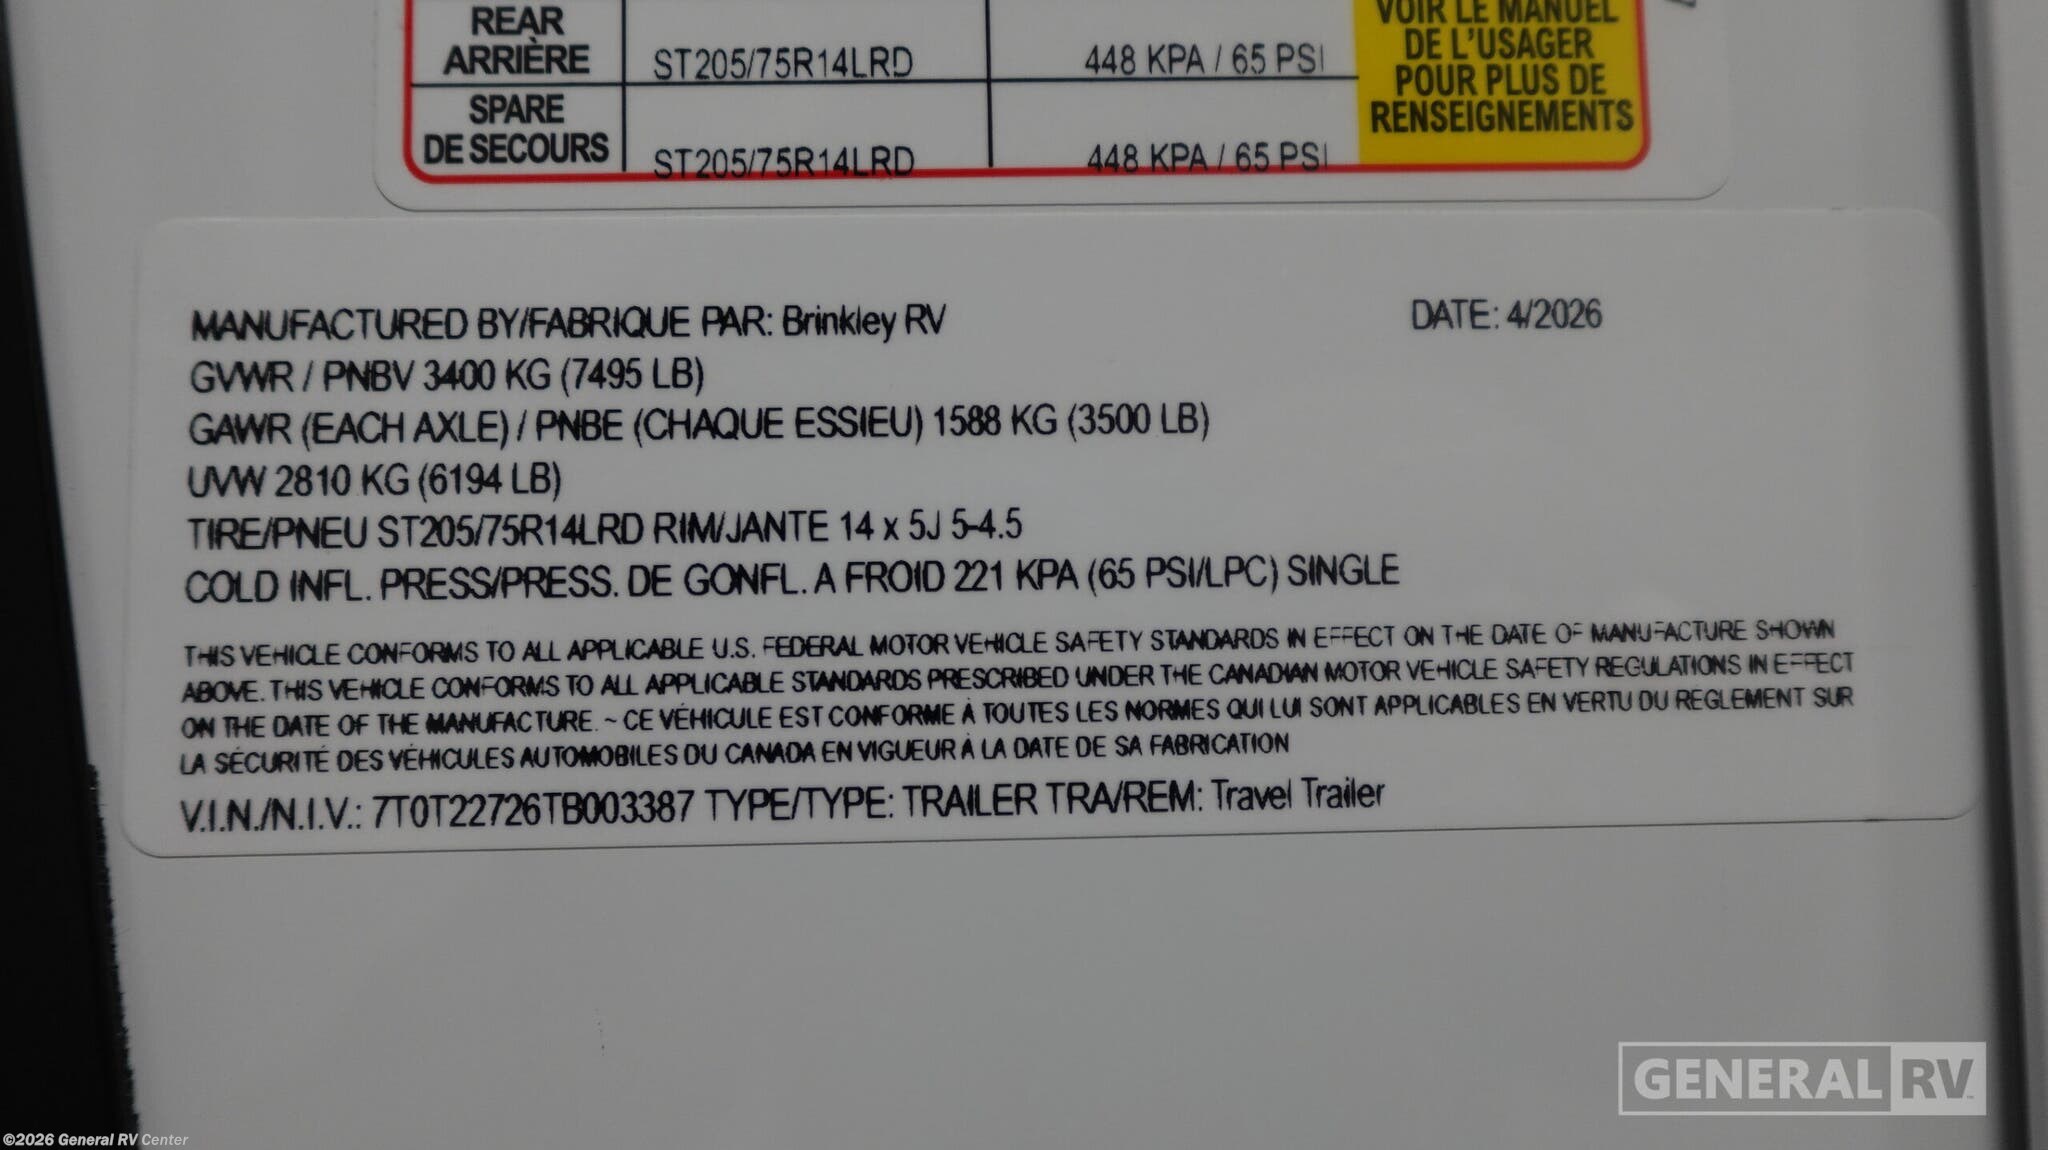 REAR
ARRIÈRE
ST205/75R14LRD
448 KPA / 65 PSI
SPARE
DE SECOURS
ST205/75R14LRD
448 KPA / 65 PSI
VOIR LE MANUEL
DE L'USAGER
POUR PLUS DE
RENSEIGNEMENTS
MANUFACTURED BY/FABRIQUE PAR: Brinkley RV
DATE: 4/2026
GVWR / PNBV 3400 KG (7495 LB)
GAWR (EACH AXLE) / PNBE (CHAQUE ESSIEU) 1588 KG (3500 LB)
UVW 2810 KG (6194 LB)
TIRE/PNEU ST205/75R14LRD RIM/JANTE 14 x 5J 5-4.5
COLD INFL. PRESS/PRESS. DE GONFL. A FROID 221 KPA (65 PSI/LPC) SINGLE
THIS VEHICLE CONFORMS TO ALL APPLICABLE U.S. FEDERAL MOTOR VEHICLE SAFETY STANDARDS IN EFFECT ON THE DATE OF MANUFACTURE SHOWN
ABOVE. THIS VEHICLE CONFORMS TO ALL APPLICABLE STANDARDS PRESCRIBED UNDER THE CANADIAN MOTOR VEHICLE SAFETY REGULATIONS IN EFFECT
ON THE DATE OF THE MANUFACTURE. ~ CE VÉHICULE EST CONFORME À TOUTES LES NORMES QUI LUI SONT APPLICABLES EN VERTU DU RÈGLEMENT SUR
LA SÉCURITÉ DES VÉHICULES AUTOMOBILES DU CANADA EN VIGUEUR À LA DATE DE SA FABRICATION
V.I.N./N.I.V.: 7T0T22726TB003387 TYPE/TYPE: TRAILER TRA/REM: Travel Trailer
GENERAL RV
©2026 General RV Center